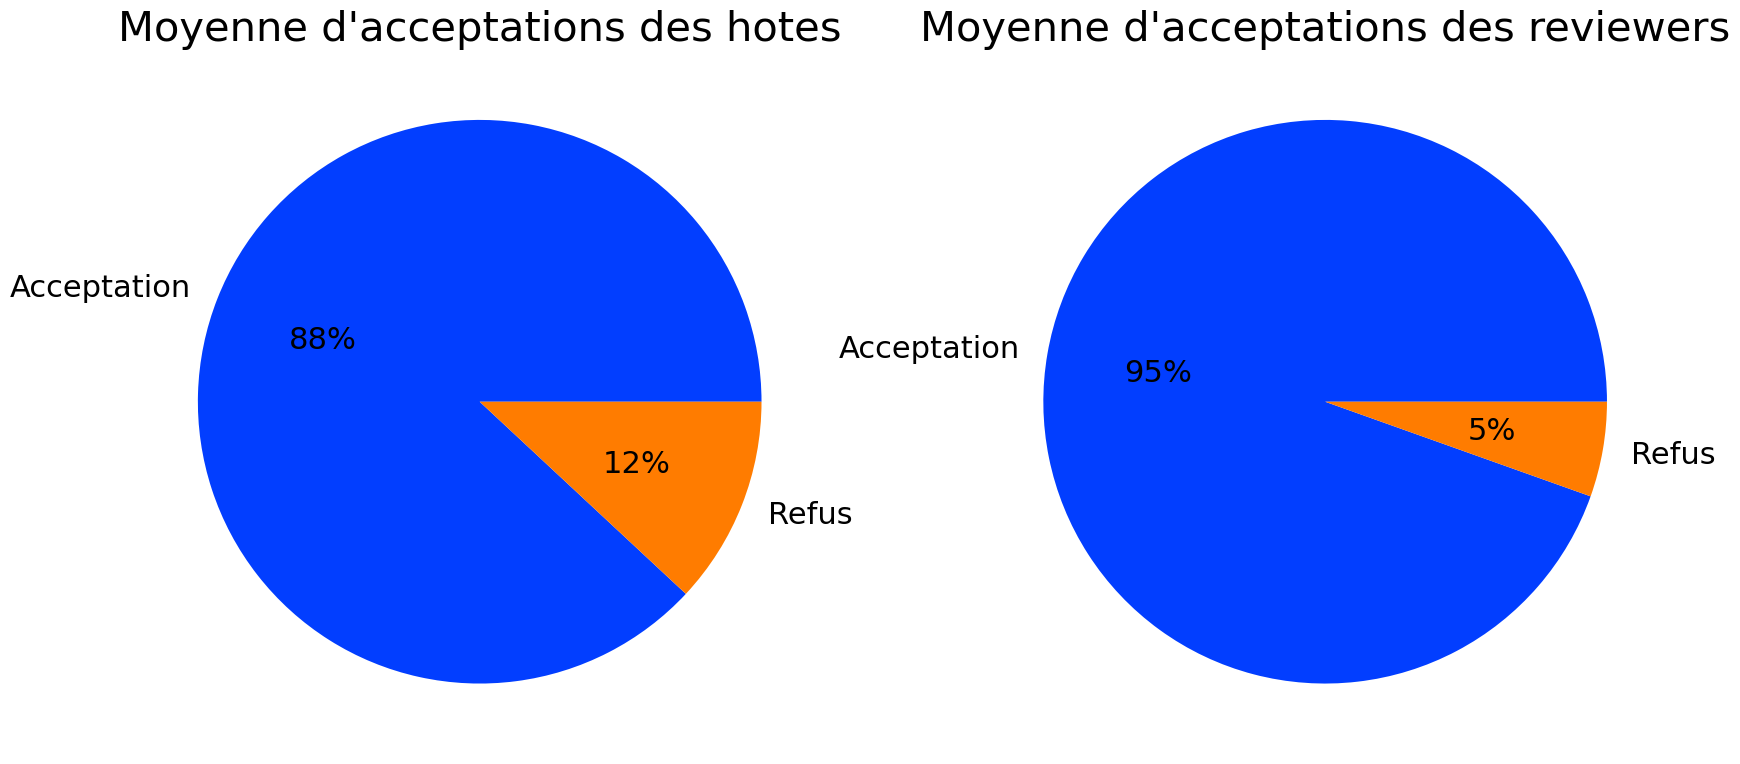 Moyenne d'acceptations des hotes
Acceptation
88%
12%
Refus
Moyenne d'acceptations des reviewers
Acceptation
95%
5%
Refus